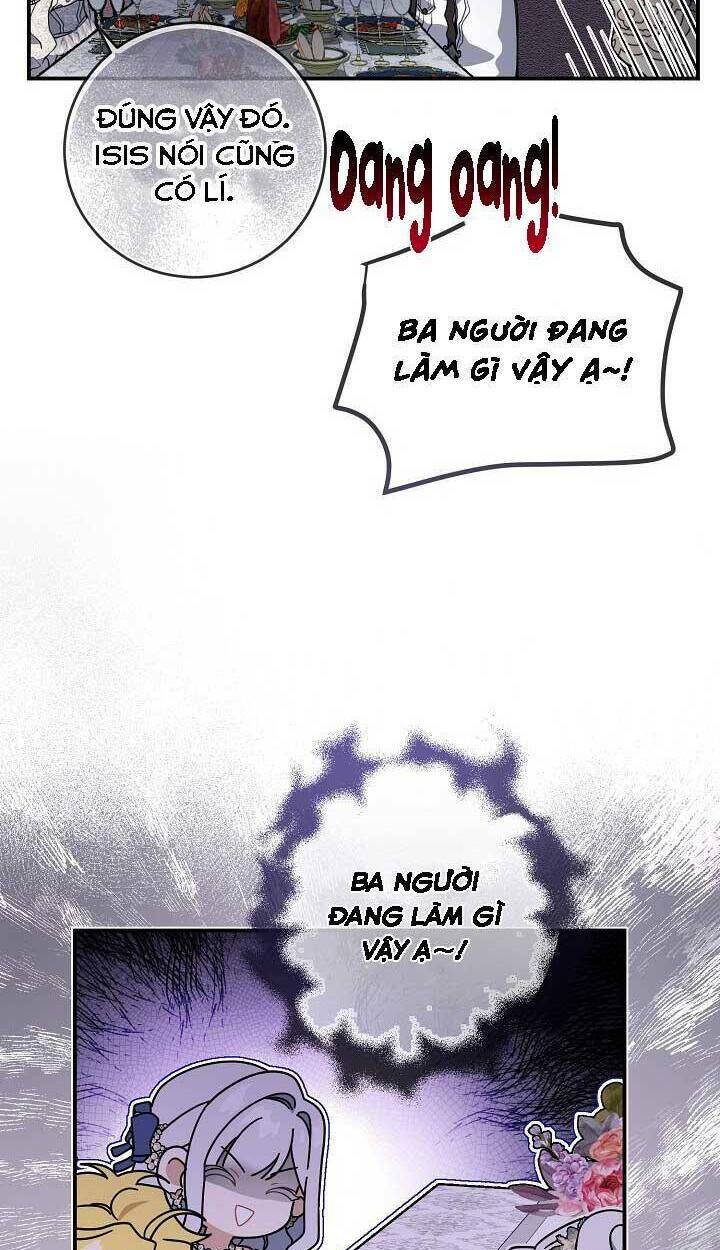 ĐÚNG VẬY ĐÓ.
ISIS NÓI CŨNG
CÓ LÍ.
Oang oang!
BA NGƯỜI ĐANG
LÀM GÌ VẬY Ạ~!
BA NGƯỜI
ĐANG LÀM GÌ
VẬY Ạ~!